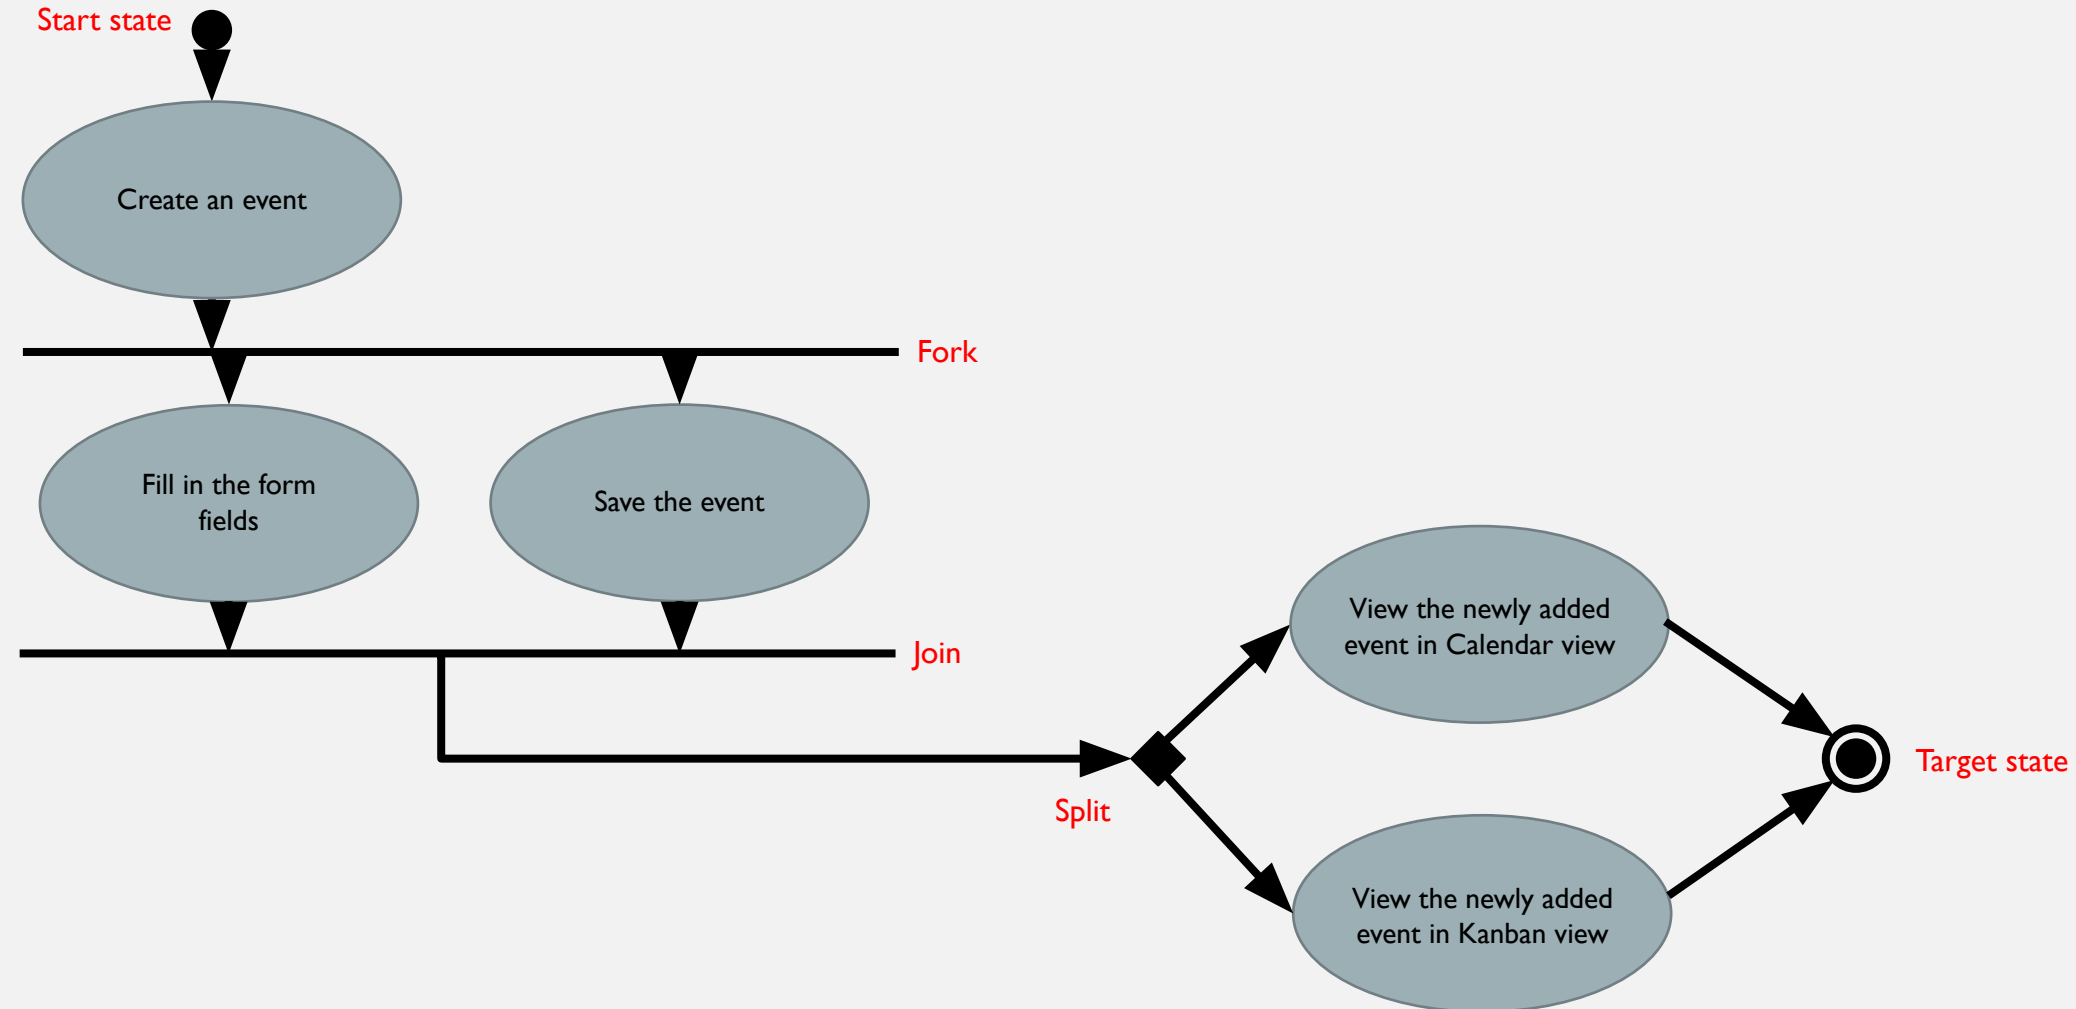 Start state
Create an event
Fork
Fill in the form
fields
Save the event
Join
View the newly added
event in Calendar view
Split
Target state
View the newly added
event in Kanban view